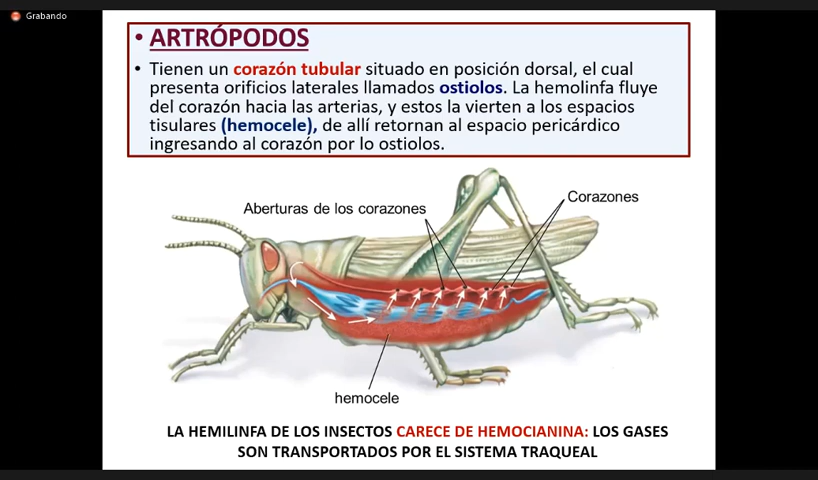 Grabando
• ARTRÓPODOS
• Tienen un corazón tubular situado en posición dorsal, el cual
presenta orificios laterales llamados ostiolos. La hemolinfa fluye
del corazón hacia las arterias, y estos la vierten a los espacios
tisulares (hemocele), de allí retornan al espacio pericárdico
ingresando al corazón por lo ostiolos.
Aberturas de los corazones
Corazones
hemocele
LA HEMILINFA DE LOS INSECTOS CARECE DE HEMOCIANINA: LOS GASES
SON TRANSPORTADOS POR EL SISTEMA TRAQUEAL